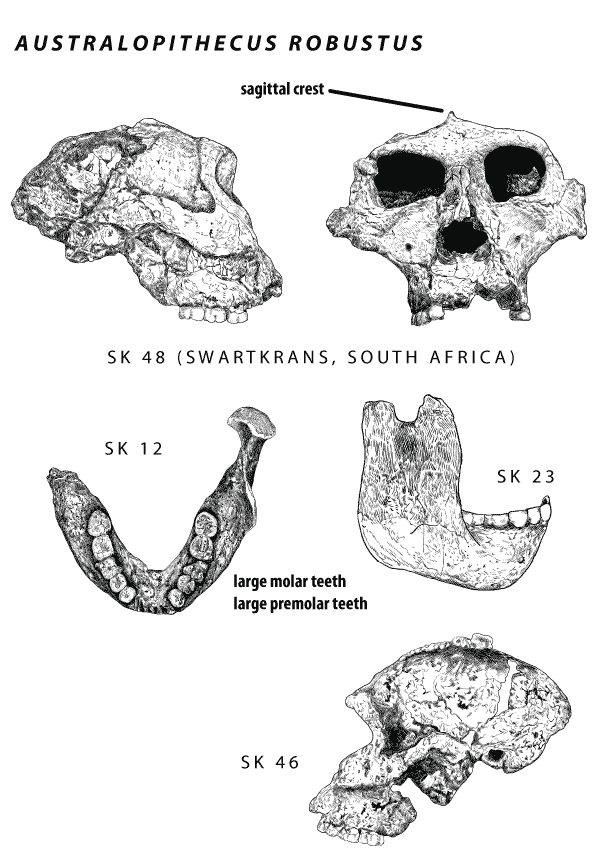 AUSTRALOPITHECUS ROBUSTUS
sagittal crest
SK 48 (SWARTKRANS, SOUTH AFRICA)
SK 12
SK 23
large molar teeth
large premolar teeth
SK 46